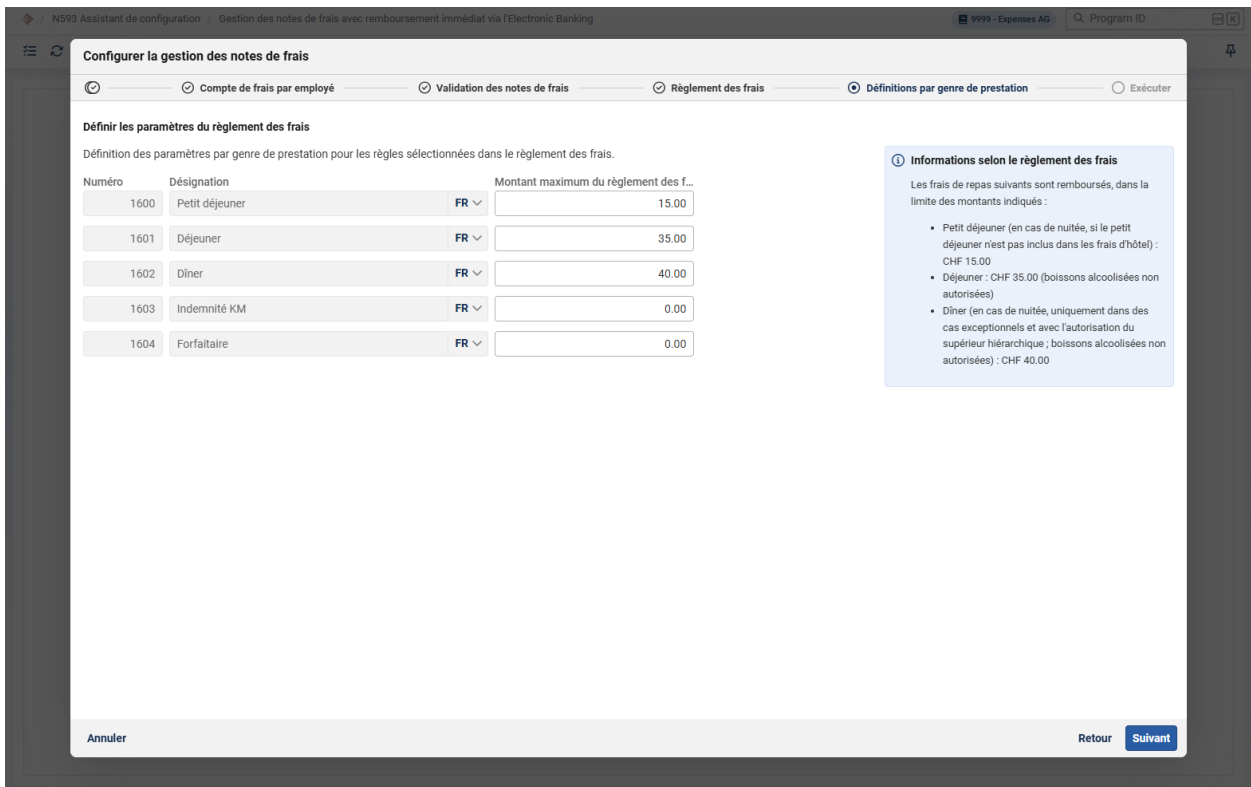 / N593 Assistant de configuration / Gestion des notes de frais avec remboursement immédiat via l'Electronic Banking
9999 - Expenses AG
Program ID
K
Configurer la gestion des notes de frais
Compte de frais par employé
Validation des notes de frais
Règlement des frais
Définitions par genre de prestation
Exécuter
Définir les paramètres du règlement des frais
Définition des paramètres par genre de prestation pour les règles sélectionnées dans le règlement des frais.
Numéro Désignation Montant maximum du règlement des f...
1600 Petit déjeuner FR 15.00
1601 Déjeuner FR 35.00
1602 Dîner FR 40.00
1603 Indemnité KM FR 0.00
1604 Forfaitaire FR 0.00
Informations selon le règlement des frais
Les frais de repas suivants sont remboursés, dans la
limite des montants indiqués :
• Petit déjeuner (en cas de nuitée, si le petit
déjeuner n'est pas inclus dans les frais d'hôtel) :
CHF 15.00
• Déjeuner : CHF 35.00 (boissons alcoolisées non
autorisées)
• Dîner (en cas de nuitée, uniquement dans des
cas exceptionnels et avec l'autorisation du
supérieur hiérarchique ; boissons alcoolisées non
autorisées) : CHF 40.00
Annuler
Retour
Suivant